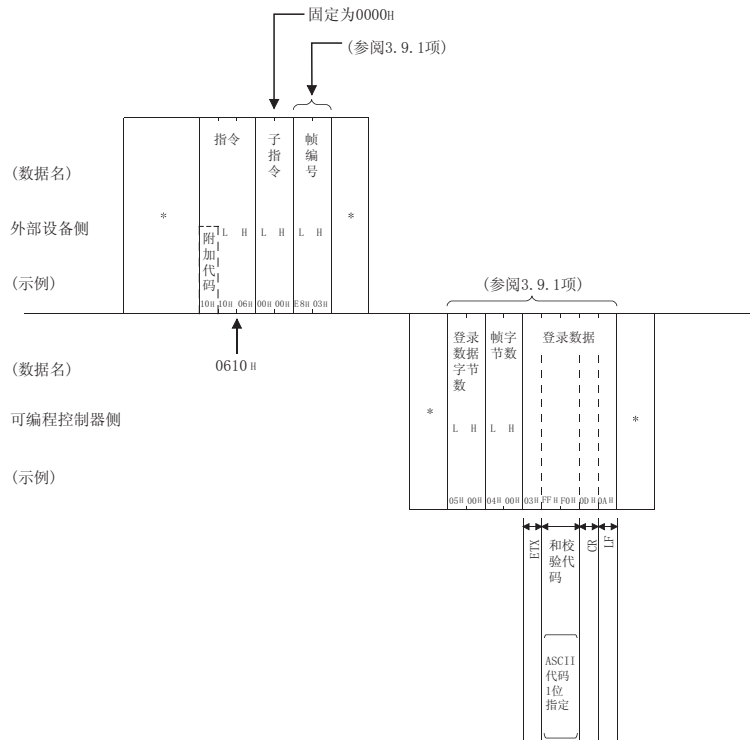 固定为0000H
(参阅3.9.1项)
指令
子指令
帧编号
(数据名)
外部设备侧
*
附加代码
L H
L H
L H
*
(示例)
10H 10H 06H 00H 00H E8H 03H
(参阅3.9.1项)
0610H
(数据名)
登录数据字节数
帧字节数
登录数据
可编程控制器侧
*
L H
L H
*
(示例)
05H 00H 04H 00H 03H FFH F0H 0DH 0AH
ETX
和校验代码
CR
LF
ASCII
代码
1位
指定